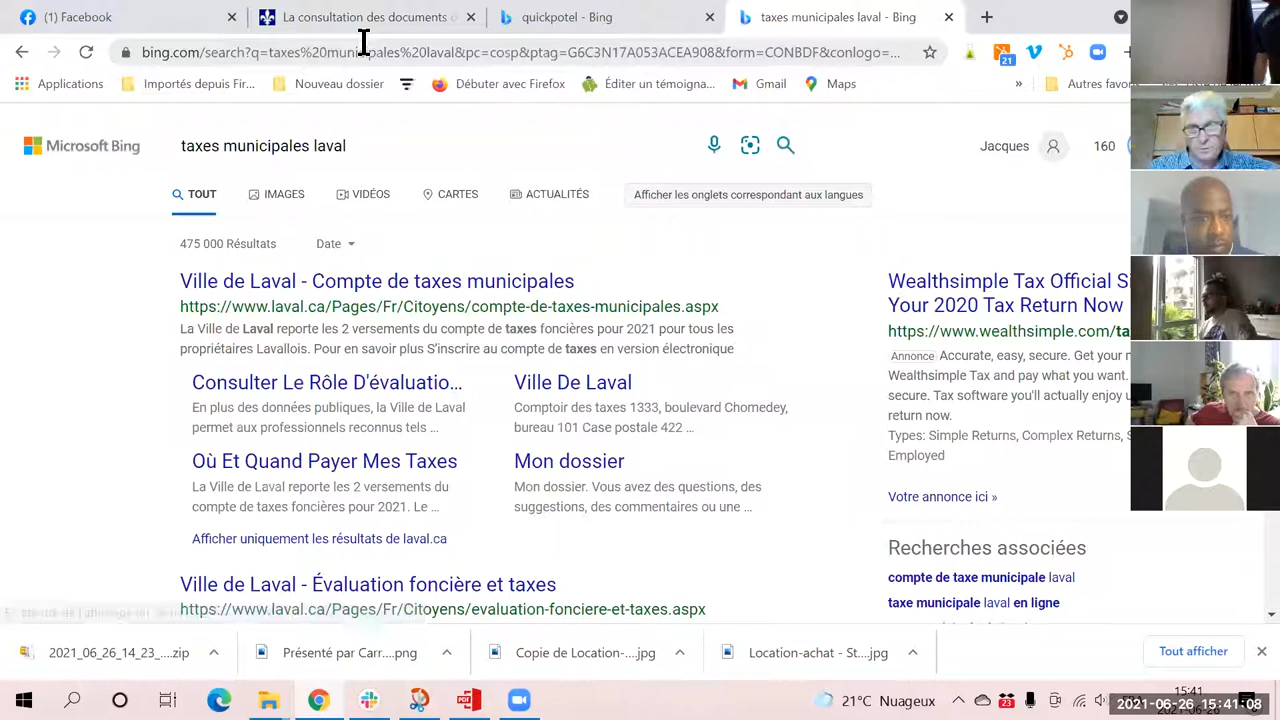 (1) Facebook
La consultation des documents
quickpotel - Bing
taxes municipales laval - Bing
bing.com/search?q=taxes%20municipales%20laval&pc=cosp&ptag=G6C3N17A053ACEA908&form=CONBDF&conlogo=...
21
Applications
Importés depuis Fir...
Nouveau dossier
Débuter avec Firefox
Éditer un témoigna...
Gmail
Maps
»
Autres favoris
Microsoft Bing
taxes municipales laval
Jacques
160
TOUT
IMAGES
VIDÉOS
CARTES
ACTUALITÉS
Afficher les onglets correspondant aux langues
475 000 Résultats
Date
Ville de Laval - Compte de taxes municipales
https://www.laval.ca/Pages/Fr/Citoyens/compte-de-taxes-municipales.aspx
La Ville de Laval reporte les 2 versements du compte de taxes foncières pour 2021 pour tous les
propriétaires Lavallois. Pour en savoir plus S'inscrire au compte de taxes en version électronique
Consulter Le Rôle D'évaluatio...
En plus des données publiques, la Ville de Laval
permet aux professionnels reconnus tels ...
Ville De Laval
Comptoir des taxes 1333, boulevard Chomedey,
bureau 101 Case postale 422 ...
Où Et Quand Payer Mes Taxes
La Ville de Laval reporte les 2 versements du
compte de taxes foncières pour 2021. Le ...
Mon dossier
Mon dossier. Vous avez des questions, des
suggestions, des commentaires ou une ...
Afficher uniquement les résultats de laval.ca
Ville de Laval - Évaluation foncière et taxes
https://www.laval.ca/Pages/Fr/Citoyens/evaluation-fonciere-et-taxes.aspx
Wealthsimple Tax Official Si
Your 2020 Tax Return Now
https://www.wealthsimple.com/ta
Annonce Accurate, easy, secure. Get your
Wealthsimple Tax and pay what you want.
secure. Tax software you'll actually enjoy u
return now.
Types: Simple Returns, Complex Returns, S
Employed
Votre annonce ici »
Recherches associées
compte de taxe municipale laval
taxe municipale laval en ligne
2021_06_26_14_23_....zip
Présenté par Carr....png
Copie de Location-....jpg
Location-achat - St....jpg
Tout afficher
23
21°C Nuageux
15:41
2021-06-26 15:41:08